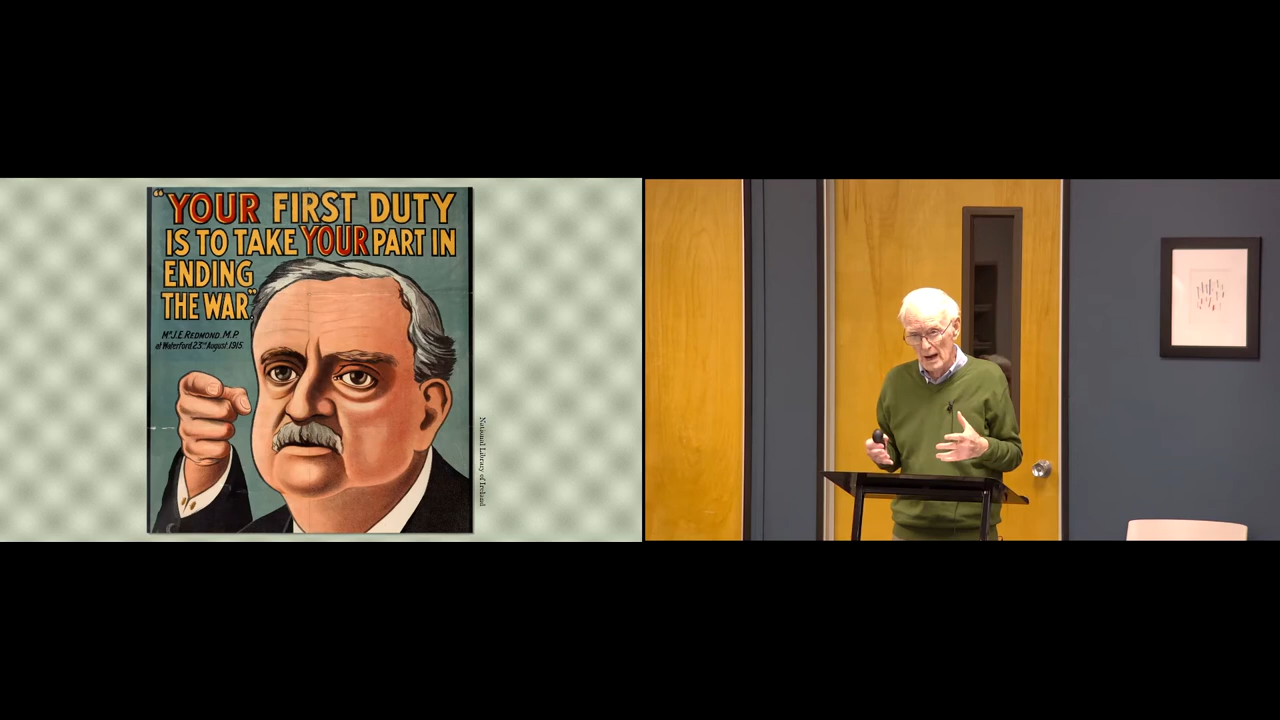 "YOUR FIRST DUTY
IS TO TAKE YOUR PART IN
ENDING
THE WAR."
Mr. J.E. REDMOND, M.P.
at Waterford, 23rd August, 1915.
National Library of Ireland